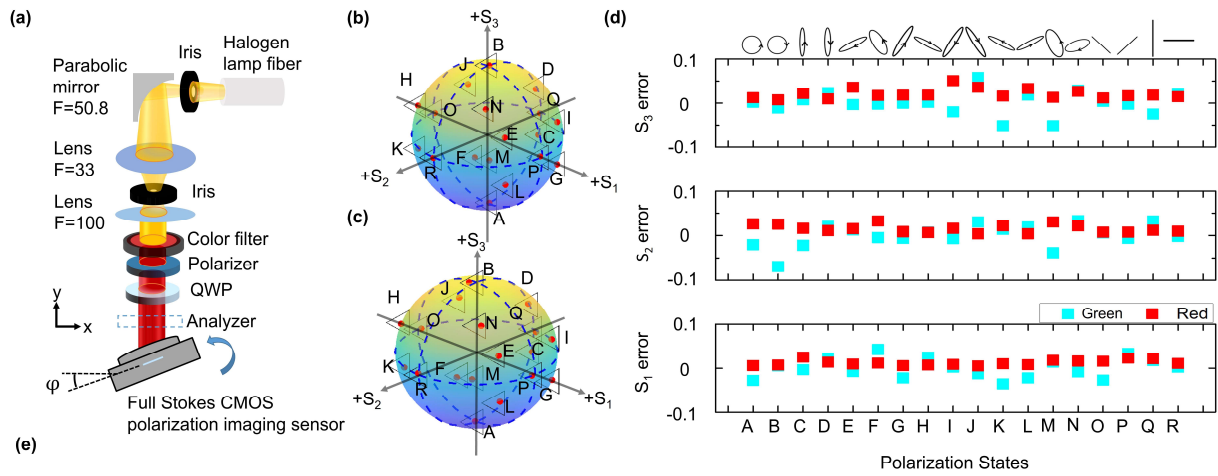 (a)
Iris
Halogen
lamp fiber
Parabolic
mirror
F=50.8
Lens
F=33
Iris
Lens
F=100
Color filter
Polarizer
QWP
Analyzer
y
x
φ
Full Stokes CMOS
polarization imaging sensor
(e)
(b)
+S3
B
J
D
H
O
N
Q
I
E
C
K
F
M
R
P
G
+S2
+S1
L
A
(c)
+S3
B
D
J
H
O
Q
N
I
E
C
K
F
M
R
P
G
+S2
+S1
L
A
(d)
S3 error
0.1
0
-0.1
S2 error
0.1
0
-0.1
Green Red
S1 error
0.1
0
-0.1
A B C D E F G H I J K L M N O P Q R
Polarization States